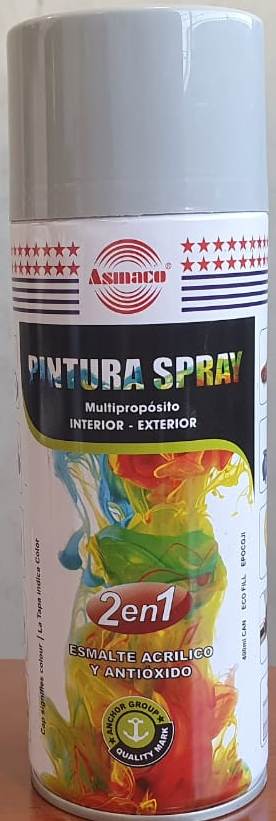 Asmaco®
PINTURA SPRAY
Multipropósito
INTERIOR - EXTERIOR
2en1
ESMALTE ACRILICO
Y ANTIOXIDO
ANCHOR GROUP
QUALITY MARK
Cap signifies colour | La Tapa indica Color
400ml CAN ECO FILL EPOCOJI